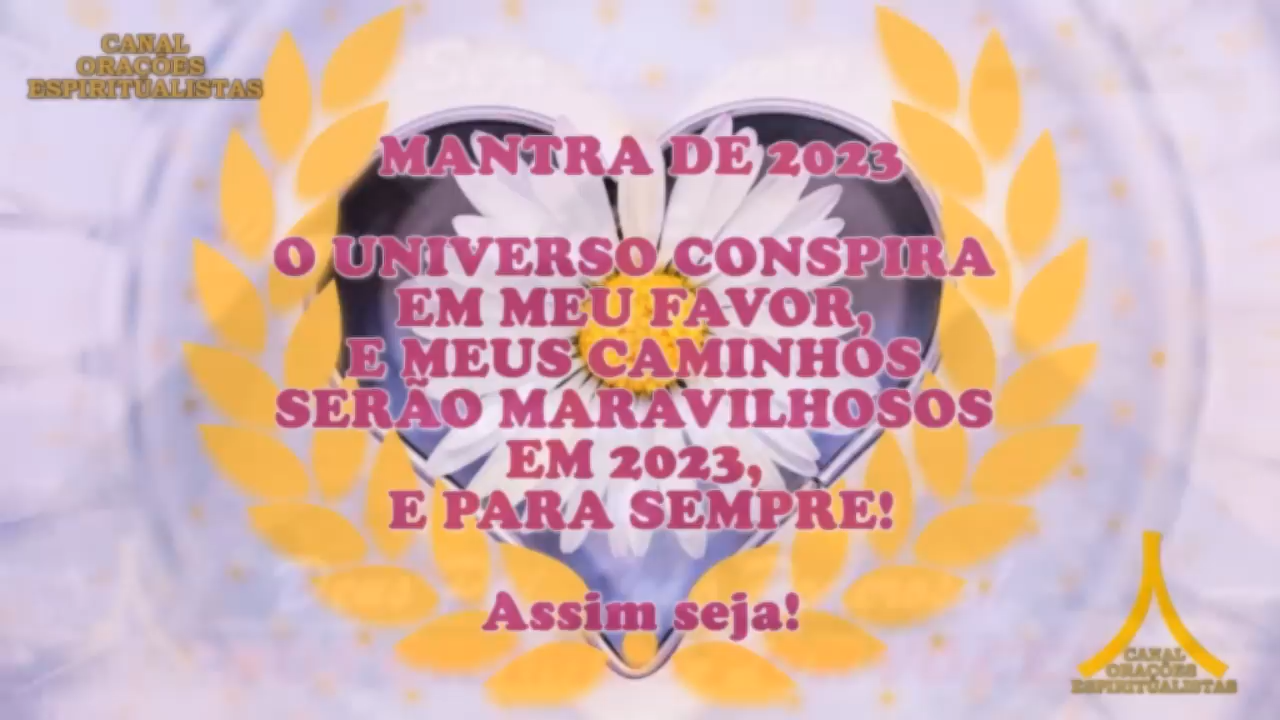 CANAL
ORAÇÕES
ESPIRITUALISTAS
MANTRA DE 2023
O UNIVERSO CONSPIRA
EM MEU FAVOR,
E MEUS CAMINHOS
SERÃO MARAVILHOSOS
EM 2023,
E PARA SEMPRE!
Assim seja!
CANAL
ORAÇÕES
ESPIRITUALISTAS